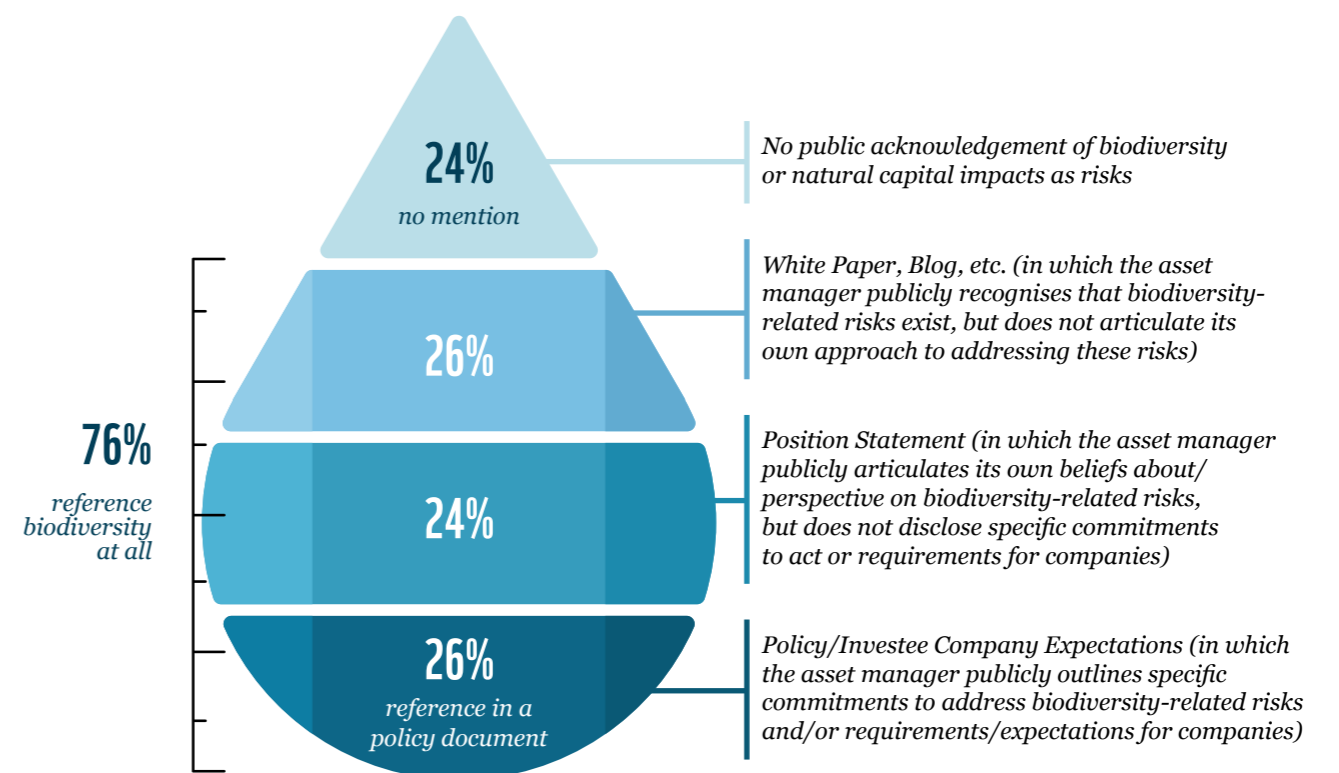 24%
no mention
No public acknowledgement of biodiversity
or natural capital impacts as risks
26%
White Paper, Blog, etc. (in which the asset
manager publicly recognises that biodiversity-
related risks exist, but does not articulate its
own approach to addressing these risks)
76%
reference
biodiversity
at all
24%
Position Statement (in which the asset manager
publicly articulates its own beliefs about/
perspective on biodiversity-related risks,
but does not disclose specific commitments
to act or requirements for companies)
26%
reference in a
policy document
Policy/Investee Company Expectations (in which
the asset manager publicly outlines specific
commitments to address biodiversity-related risks
and/or requirements/expectations for companies)